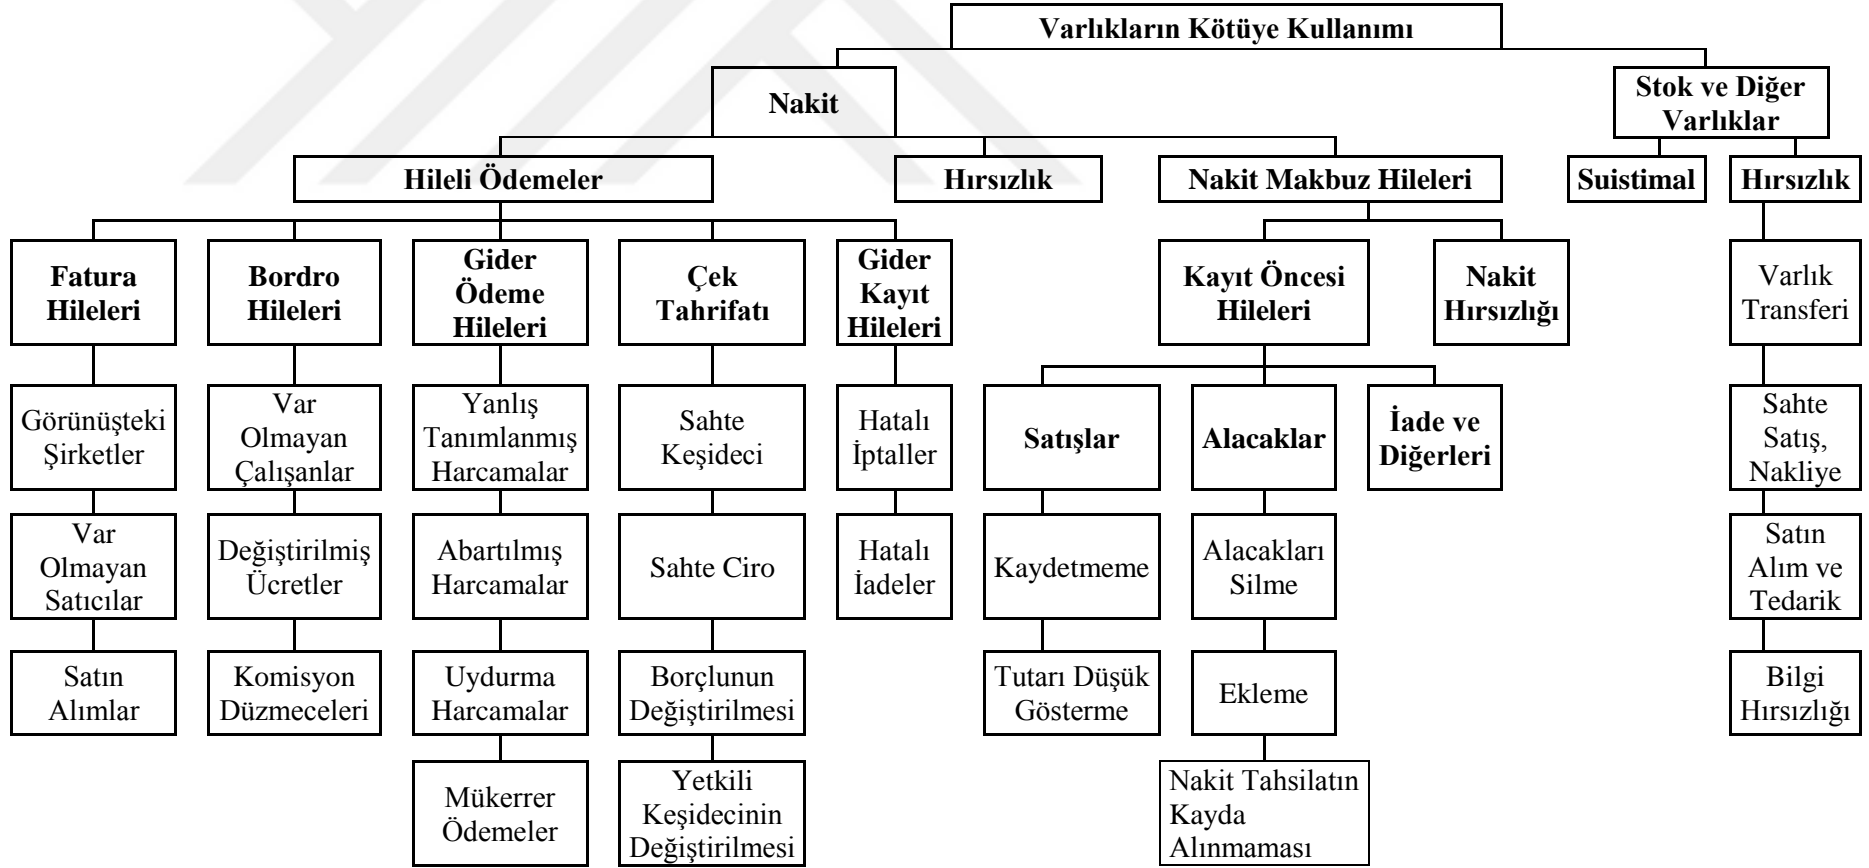 Varlıkların Kötüye Kullanımı
Nakit
Stok ve Diğer
Varlıklar
Hileli Ödemeler
Hırsızlık
Nakit Makbuz Hileleri
Suistimal
Hırsızlık
Fatura
Hileleri
Bordro
Hileleri
Gider
Ödeme
Hileleri
Çek
Tahrifatı
Gider
Kayıt
Hileleri
Kayıt Öncesi
Hileleri
Nakit
Hırsızlığı
Varlık
Transferi
Görünüşteki
Şirketler
Var
Olmayan
Çalışanlar
Yanlış
Tanımlanmış
Harcamalar
Sahte
Keşideci
Hatalı
İptaller
Satışlar
Alacaklar
İade ve
Diğerleri
Sahte
Satış,
Nakliye
Var
Olmayan
Satıcılar
Değiştirilmiş
Ücretler
Abartılmış
Harcamalar
Sahte Ciro
Hatalı
İadeler
Kaydetmeme
Alacakları
Silme
Satın
Alım ve
Tedarik
Satın
Alımlar
Komisyon
Düzmeceleri
Uydurma
Harcamalar
Borçlunun
Değiştirilmesi
Tutarı Düşük
Gösterme
Ekleme
Bilgi
Hırsızlığı
Mükerrer
Ödemeler
Yetkili
Keşidecinin
Değiştirilmesi
Nakit Tahsilatın
Kayda
Alınmaması